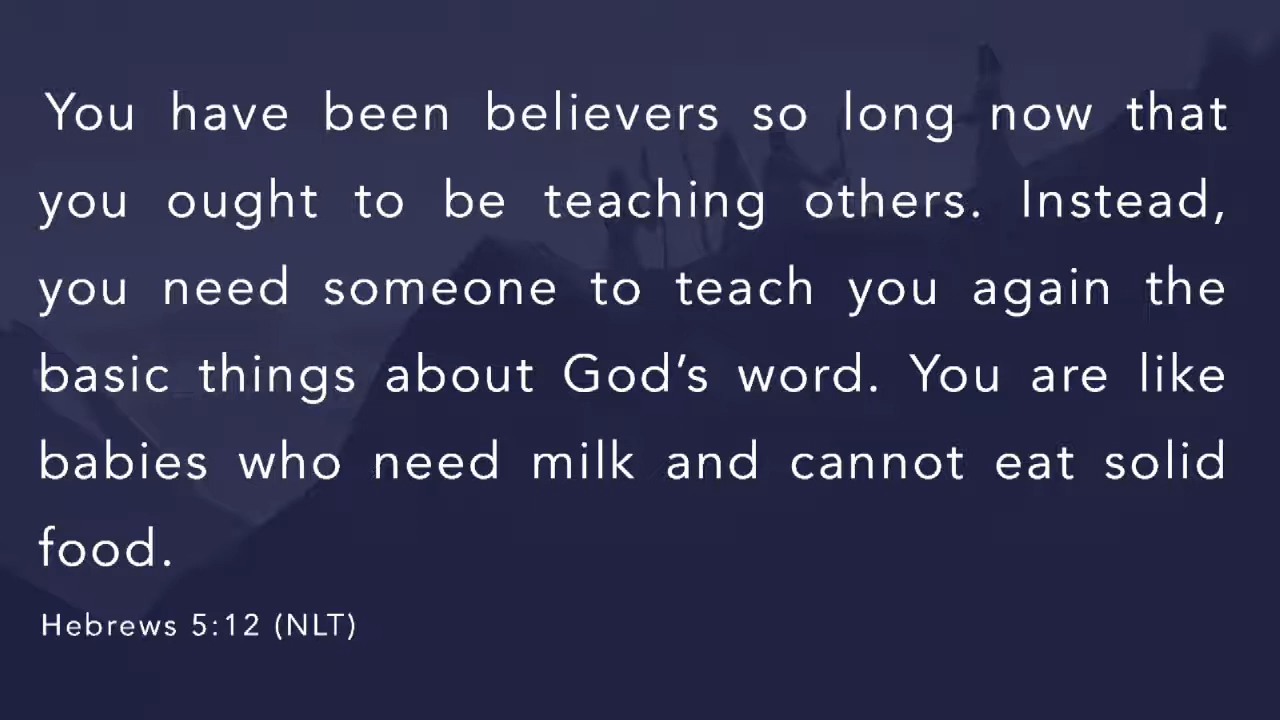 You have been believers so long now that
you ought to be teaching others. Instead,
you need someone to teach you again the
basic things about God’s word. You are like
babies who need milk and cannot eat solid
food.
Hebrews 5:12 (NLT)